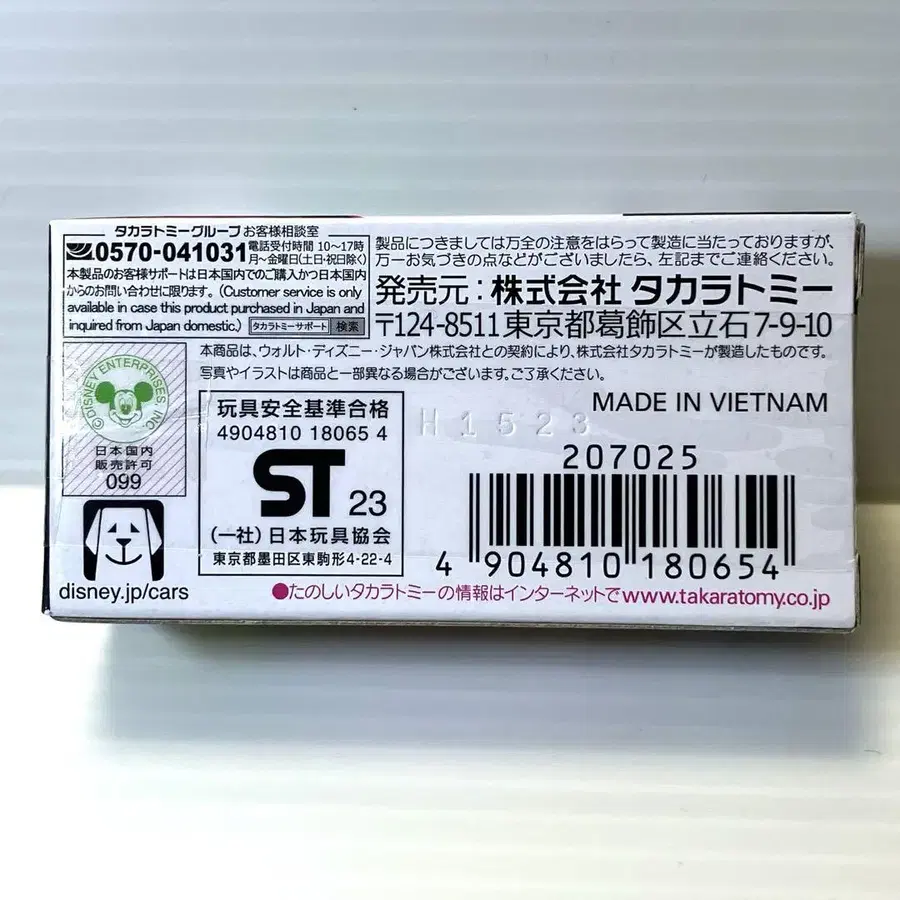 タカラトミーグループ お客様相談室
0570-041031 電話受付時間 10～17時
月～金曜日(土・日・祝日除く)
本製品のお客様サポートは日本国内でのご購入かつ日本国内
からのお問い合わせに限ります。(Customer service is only
available in case this product purchased in Japan and
inquired from Japan domestic.) タカラトミーサポート 検索
製品につきましては万全の注意をはらって製造に当たっておりますが、
万一お気づきの点などがございましたら、左記までご連絡ください。
発売元：株式会社 タカラトミー
〒124-8511 東京都葛飾区立石7-9-10
本商品は、ウォルト・ディズニー・ジャパン株式会社との契約により、株式会社タカラトミーが製造したものです。
写真やイラストは商品と一部異なる場合がございます。ご了承ください。
©DISNEY ENTERPRISES, INC
日本国内
販売許可
099
disney.jp/cars
玩具安全基準合格
4904810 18065 4
ST 23
(一社)日本玩具協会
東京都墨田区東駒形4-22-4
H1523
MADE IN VIETNAM
207025
4 904810 180654
●たのしいタカラトミーの情報はインターネットで www.takaratomy.co.jp